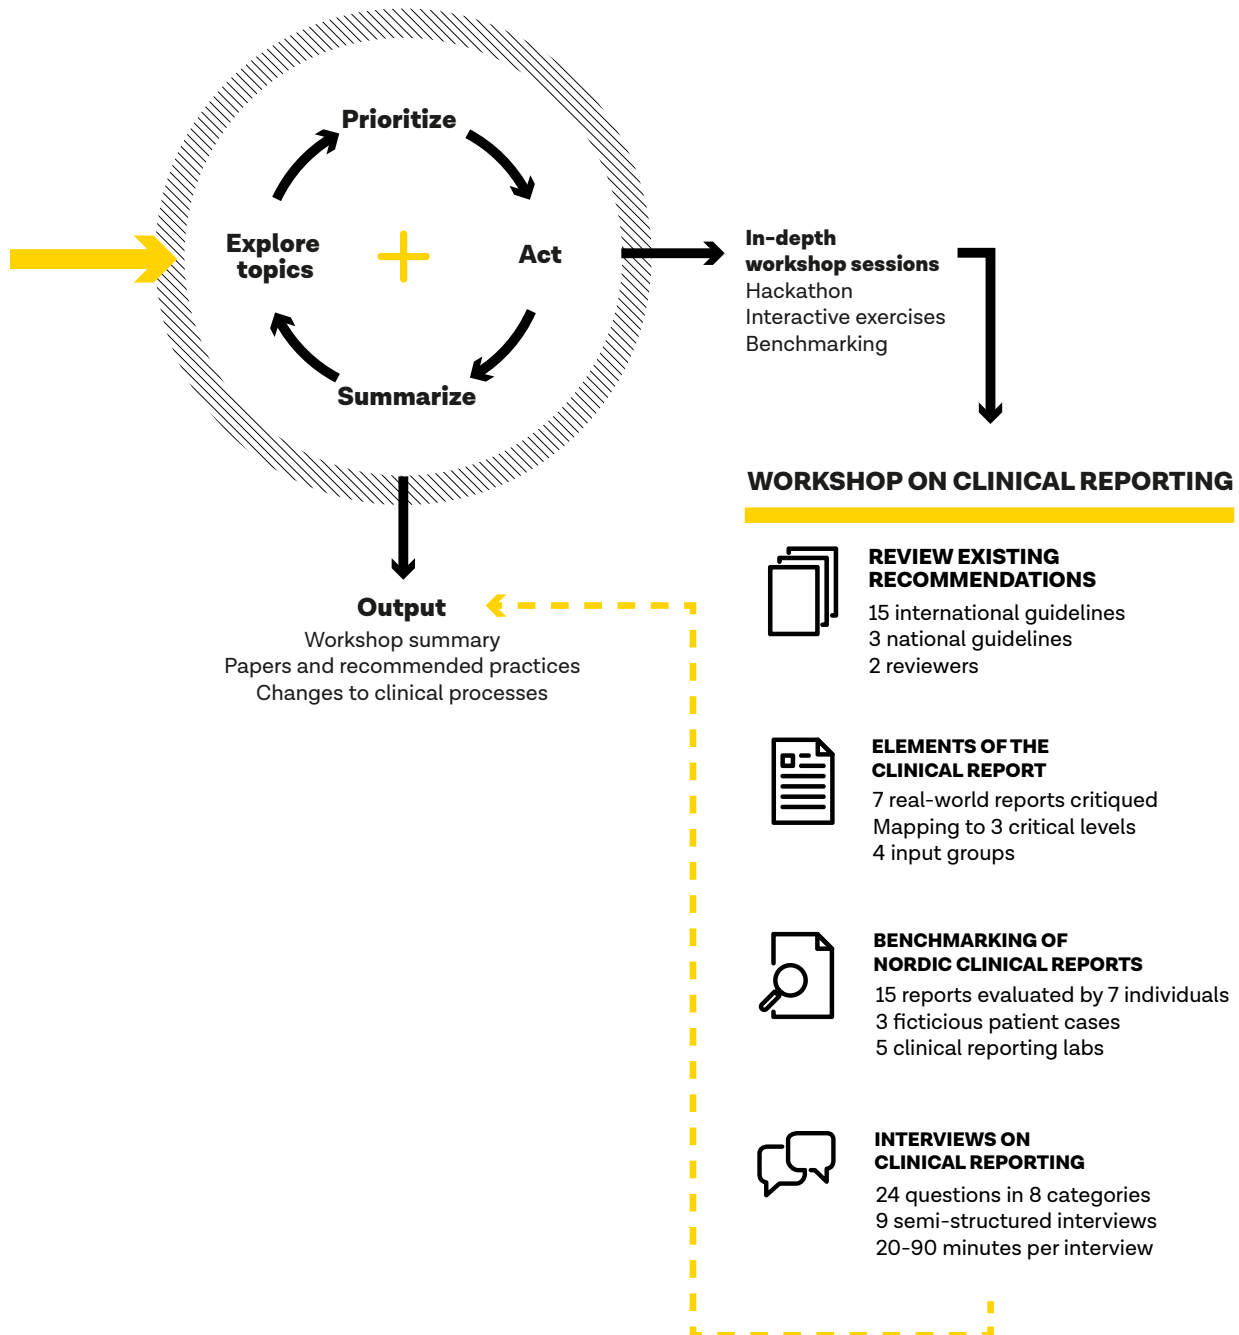 Prioritize
Explore
topics
Act
Summarize
In-depth
workshop sessions
Hackathon
Interactive exercises
Benchmarking
Output
Workshop summary
Papers and recommended practices
Changes to clinical processes
WORKSHOP ON CLINICAL REPORTING
REVIEW EXISTING
RECOMMENDATIONS
15 international guidelines
3 national guidelines
2 reviewers
ELEMENTS OF THE
CLINICAL REPORT
7 real-world reports critiqued
Mapping to 3 critical levels
4 input groups
BENCHMARKING OF
NORDIC CLINICAL REPORTS
15 reports evaluated by 7 individuals
3 ficticious patient cases
5 clinical reporting labs
INTERVIEWS ON
CLINICAL REPORTING
24 questions in 8 categories
9 semi-structured interviews
20-90 minutes per interview